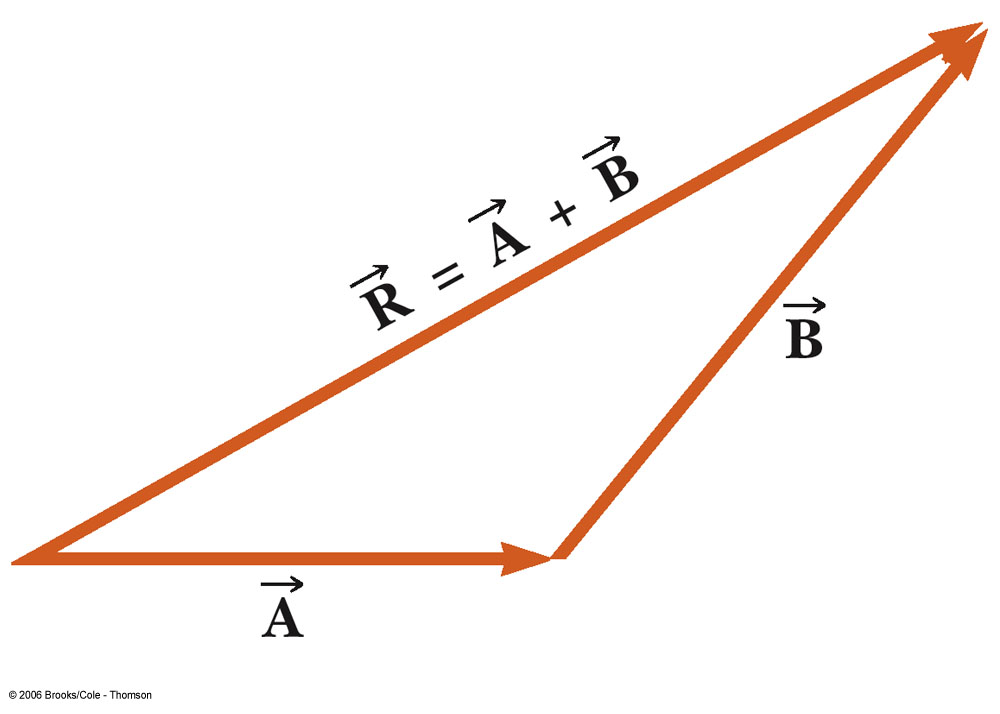 R⃗ = A⃗ + B⃗
B⃗
A⃗
© 2006 Brooks/Cole - Thomson